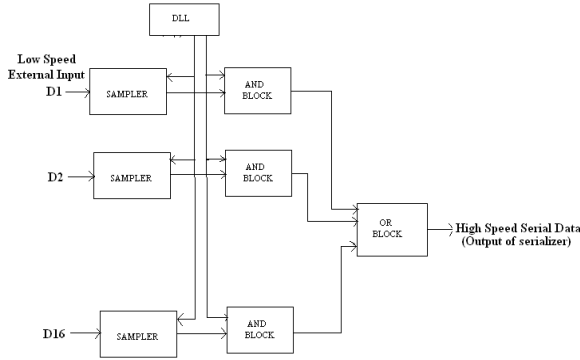 DLL
Low Speed
External Input
D1
SAMPLER
AND
BLOCK
D2
SAMPLER
AND
BLOCK
OR
BLOCK
High Speed Serial Data
(Output of serializer)
D16
SAMPLER
AND
BLOCK